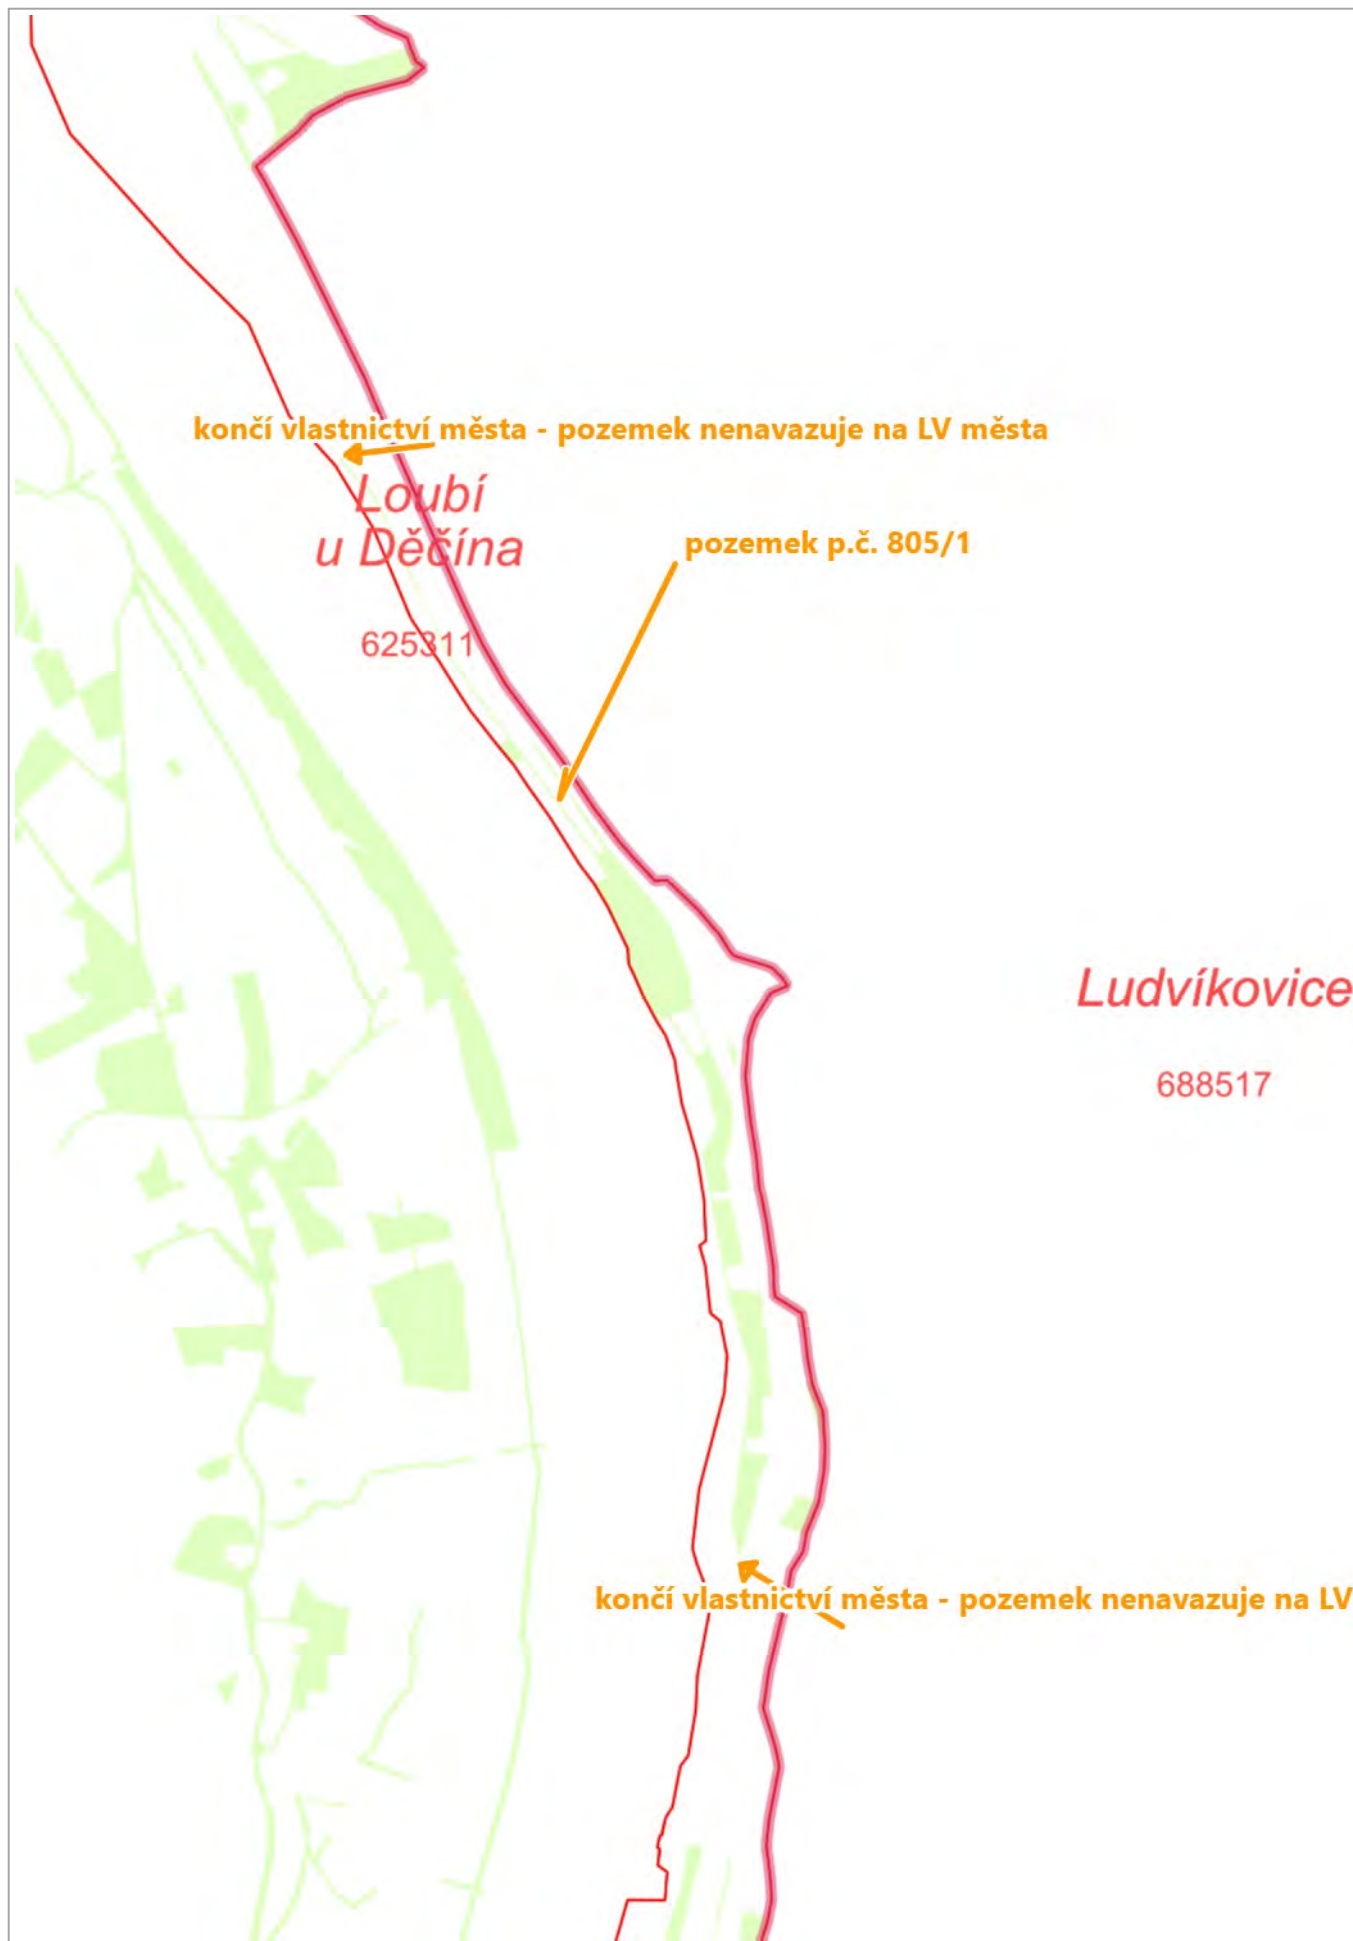 končí vlastnictví města - pozemek nenavazuje na LV města
Loubí
u Děčína
pozemek p.č. 805/1
625311
Ludvíkovice
688517
končí vlastnictví města - pozemek nenavazuje na LV